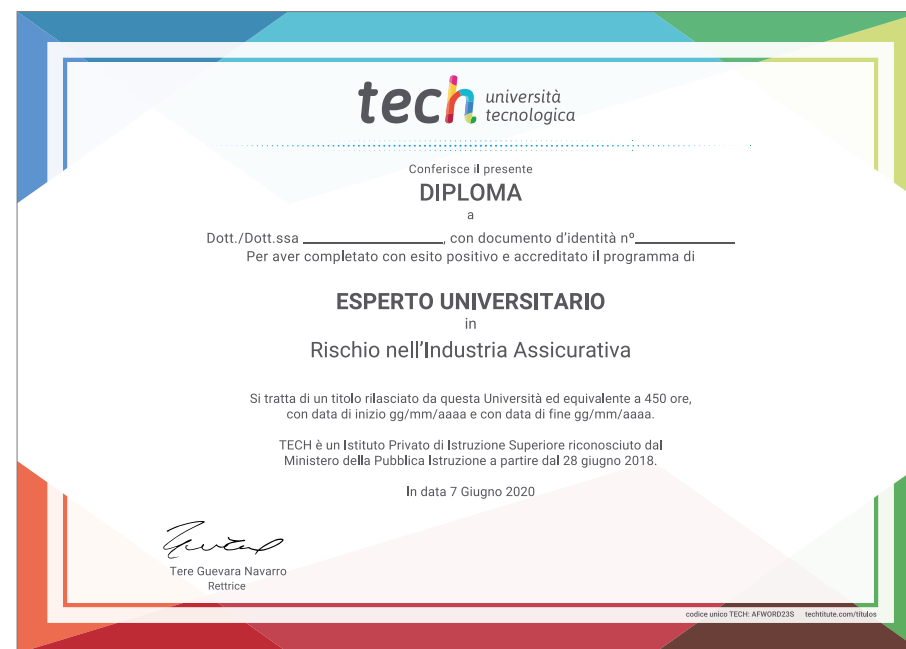 tech università
tecnologica
Conferisce il presente
DIPLOMA
a
Dott./Dott.ssa ____________________, con documento d'identità nº______________
Per aver completato con esito positivo e accreditato il programma di
ESPERTO UNIVERSITARIO
in
Rischio nell'Industria Assicurativa
Si tratta di un titolo rilasciato da questa Università ed equivalente a 450 ore,
con data di inizio gg/mm/aaaa e con data di fine gg/mm/aaaa.
TECH è un Istituto Privato di Istruzione Superiore riconosciuto dal
Ministero della Pubblica Istruzione a partire dal 28 giugno 2018.
In data 7 Giugno 2020
Tere Guevara Navarro
Rettrice
codice unico TECH: AFWORD23S techtitute.com/títulos